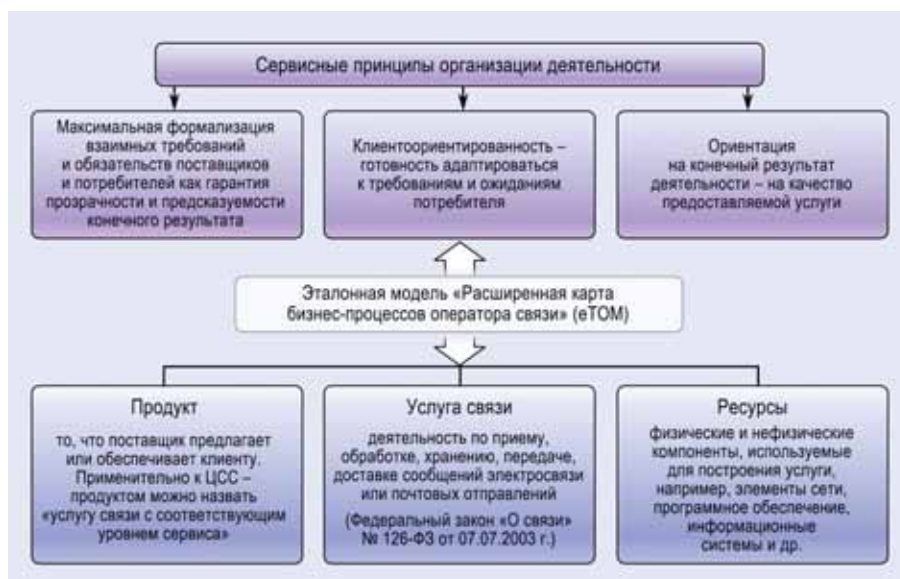 Сервисные принципы организации деятельности
Максимальная формализация
взаимных требований
и обязательств поставщиков
и потребителей как гарантия
прозрачности и предсказуемости
конечного результата
Клиентоориентированность –
готовность адаптироваться
к требованиям и ожиданиям
потребителя
Ориентация
на конечный результат
деятельности – на качество
предоставляемой услуги
Эталонная модель «Расширенная карта
бизнес-процессов оператора связи» (eTOM)
Продукт
то, что поставщик предлагает
или обеспечивает клиенту.
Применительно к ЦСС –
продуктом можно назвать
«услугу связи с соответствующим
уровнем сервиса»
Услуга связи
деятельность по приему,
обработке, хранению, передаче,
доставке сообщений электросвязи
или почтовых отправлений
(Федеральный закон «О связи»
№ 126-ФЗ от 07.07.2003 г.)
Ресурсы
физические и нефизические
компоненты, используемые
для построения услуги,
например, элементы сети,
программное обеспечение,
информационные
системы и др.